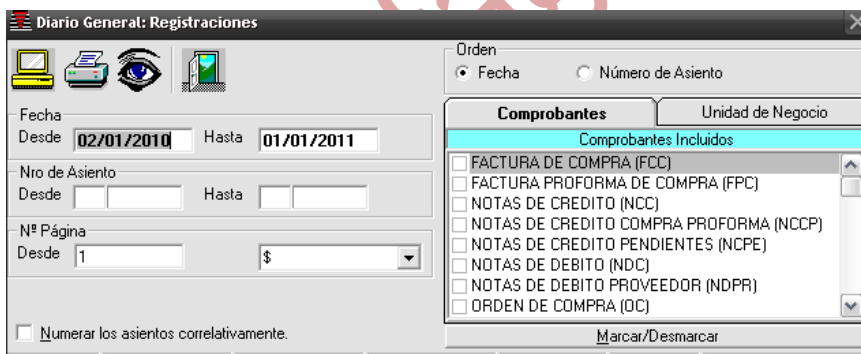 Diario General: Registraciones
Orden
Fecha
Número de Asiento
Fecha
Desde 02/01/2010 Hasta 01/01/2011
Nro de Asiento
Desde Hasta
Nº Página
Desde 1 $
Numerar los asientos correlativamente.
Comprobantes
Unidad de Negocio
Comprobantes Incluidos
FACTURA DE COMPRA (FCC)
FACTURA PROFORMA DE COMPRA (FPC)
NOTAS DE CREDITO (NCC)
NOTAS DE CREDITO COMPRA PROFORMA (NCCP)
NOTAS DE CREDITO PENDIENTES (NCPE)
NOTAS DE DEBITO (NDC)
NOTAS DE DEBITO PROVEEDOR (NDPR)
ORDEN DE COMPRA (OC)
Marcar/Desmarcar